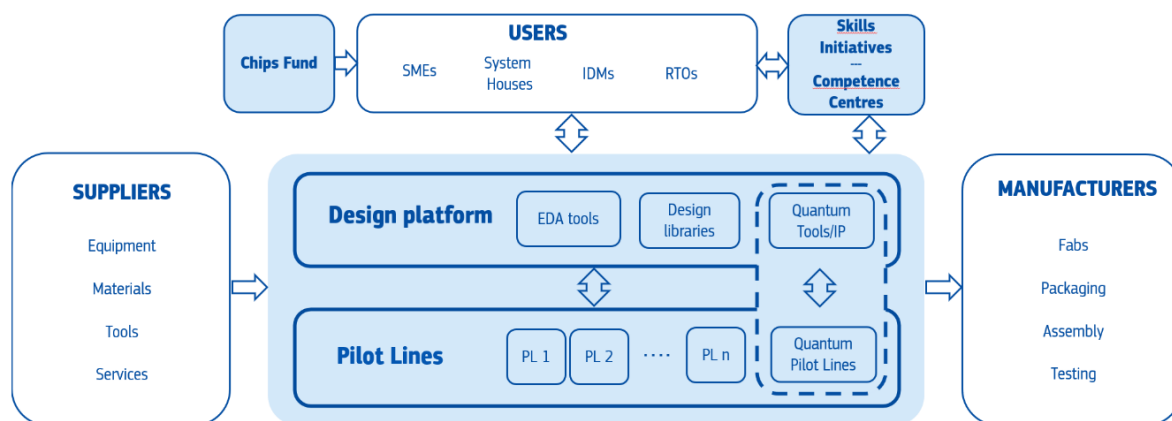 Chips Fund
USERS
SMEs
System
Houses
IDMs
RTOs
Skills
Initiatives
---
Competence
Centres
SUPPLIERS
Equipment
Materials
Tools
Services
Design platform
EDA tools
Design
libraries
Quantum
Tools/IP
Pilot Lines
PL 1
PL 2
....
PL n
Quantum
Pilot Lines
MANUFACTURERS
Fabs
Packaging
Assembly
Testing